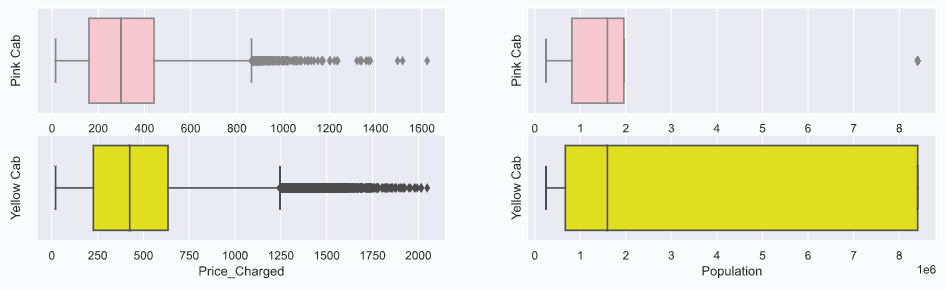 Pink Cab
0 200 400 600 800 1000 1200 1400 1600
Pink Cab
0 1 2 3 4 5 6 7 8
Yellow Cab
0 250 500 750 1000 1250 1500 1750 2000
Price_Charged
Yellow Cab
0 1 2 3 4 5 6 7 8
Population
1e6